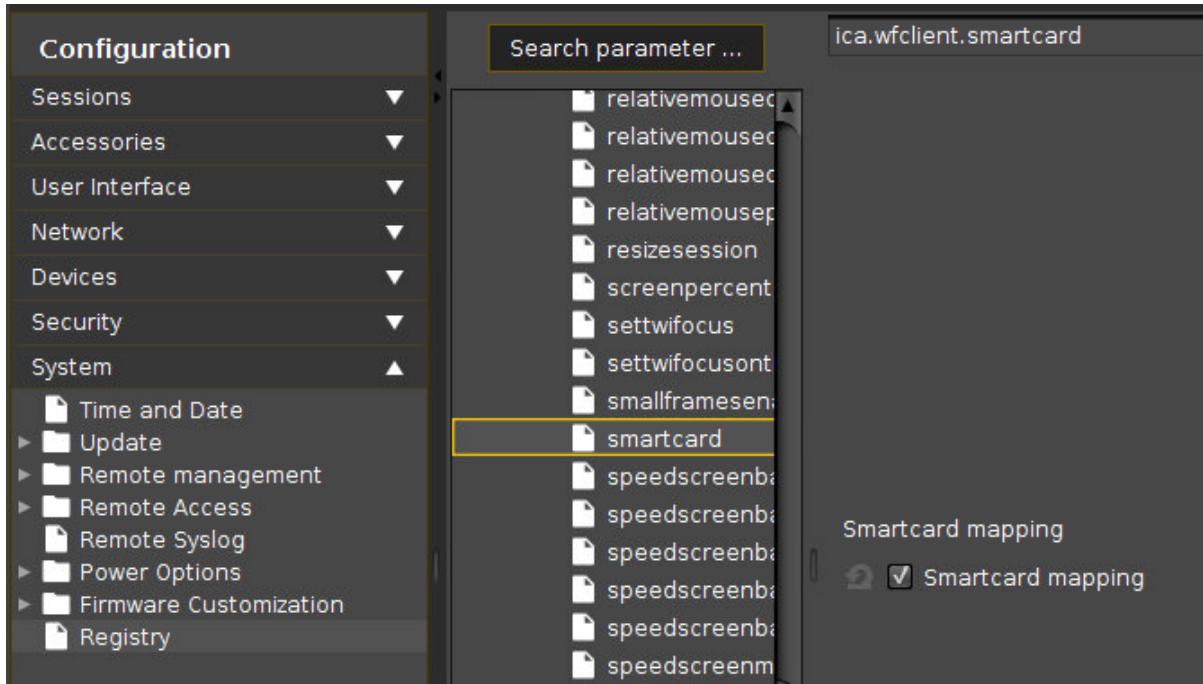 Configuration
Sessions
Accessories
User Interface
Network
Devices
Security
System
Time and Date
Update
Remote management
Remote Access
Remote Syslog
Power Options
Firmware Customization
Registry
Search parameter ...
relativemousec
relativemousec
relativemousec
relativemousep
resizesession
screenpercent
settwifocus
settwifocusont
smallframesena
smartcard
speedscreenba
speedscreenba
speedscreenba
speedscreenba
speedscreenba
speedscreenm
ica.wfclient.smartcard
Smartcard mapping
Smartcard mapping